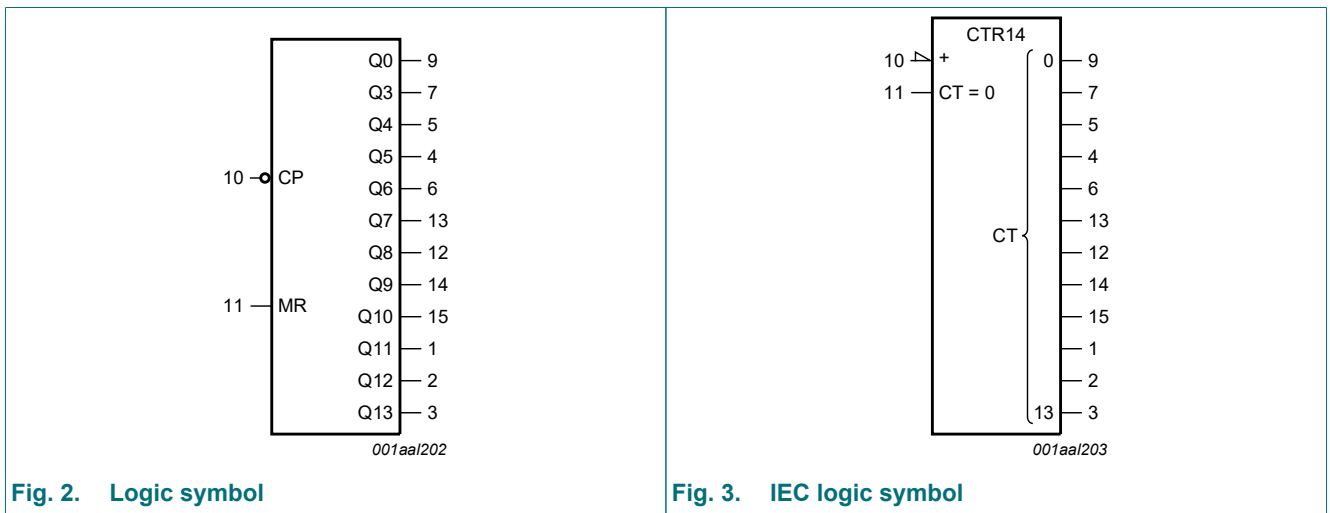 Q0 9
Q3 7
Q4 5
Q5 4
10 CP
Q6 6
Q7 13
Q8 12
Q9 14
11 MR
Q10 15
Q11 1
Q12 2
Q13 3
001aal202
Fig. 2. Logic symbol
CTR14
10 + 0 9
11 CT = 0 7
5
4
6
13
CT
12
14
15
1
2
13 3
001aal203
Fig. 3. IEC logic symbol